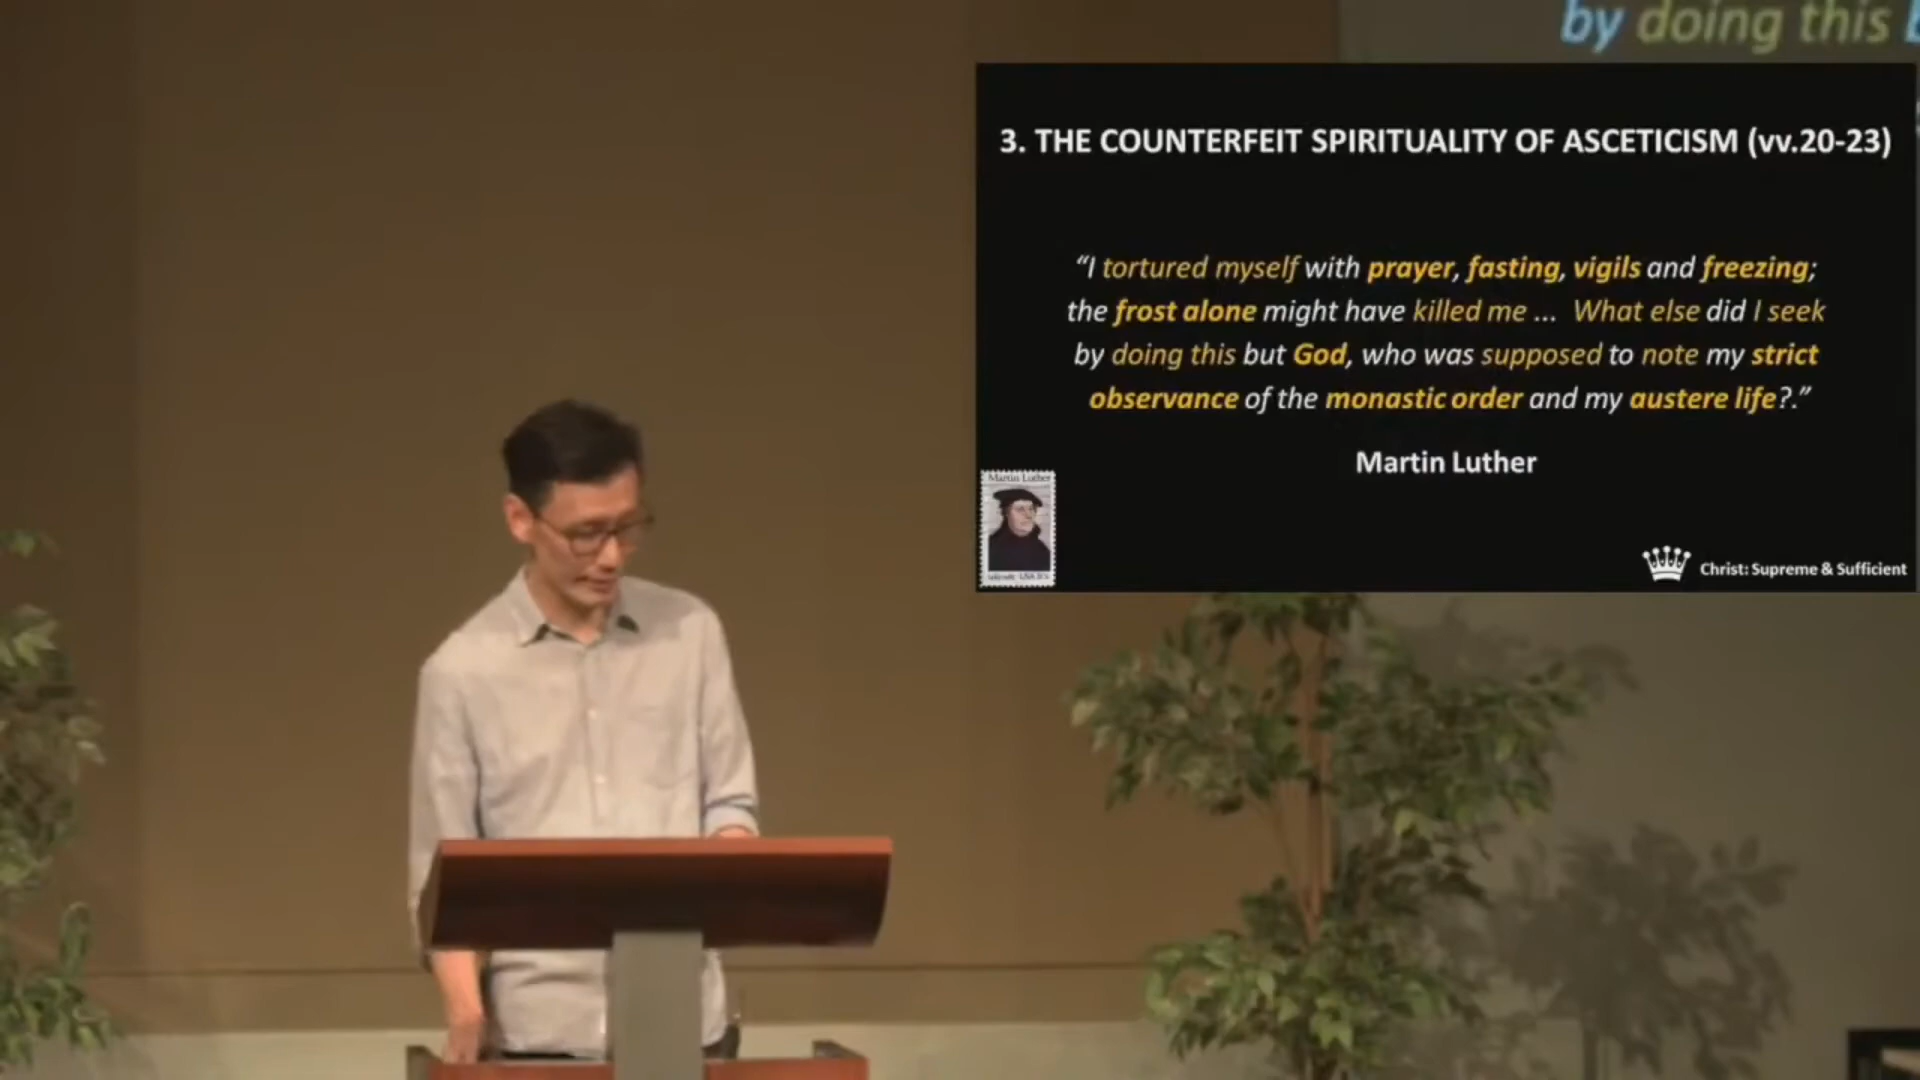 by doing this
3. THE COUNTERFEIT SPIRITUALITY OF ASCETICISM (vv.20-23)
“I tortured myself with prayer, fasting, vigils and freezing;
the frost alone might have killed me ... What else did I seek
by doing this but God, who was supposed to note my strict
observance of the monastic order and my austere life?.”
Martin Luther
Martin Luther
Christ: Supreme & Sufficient